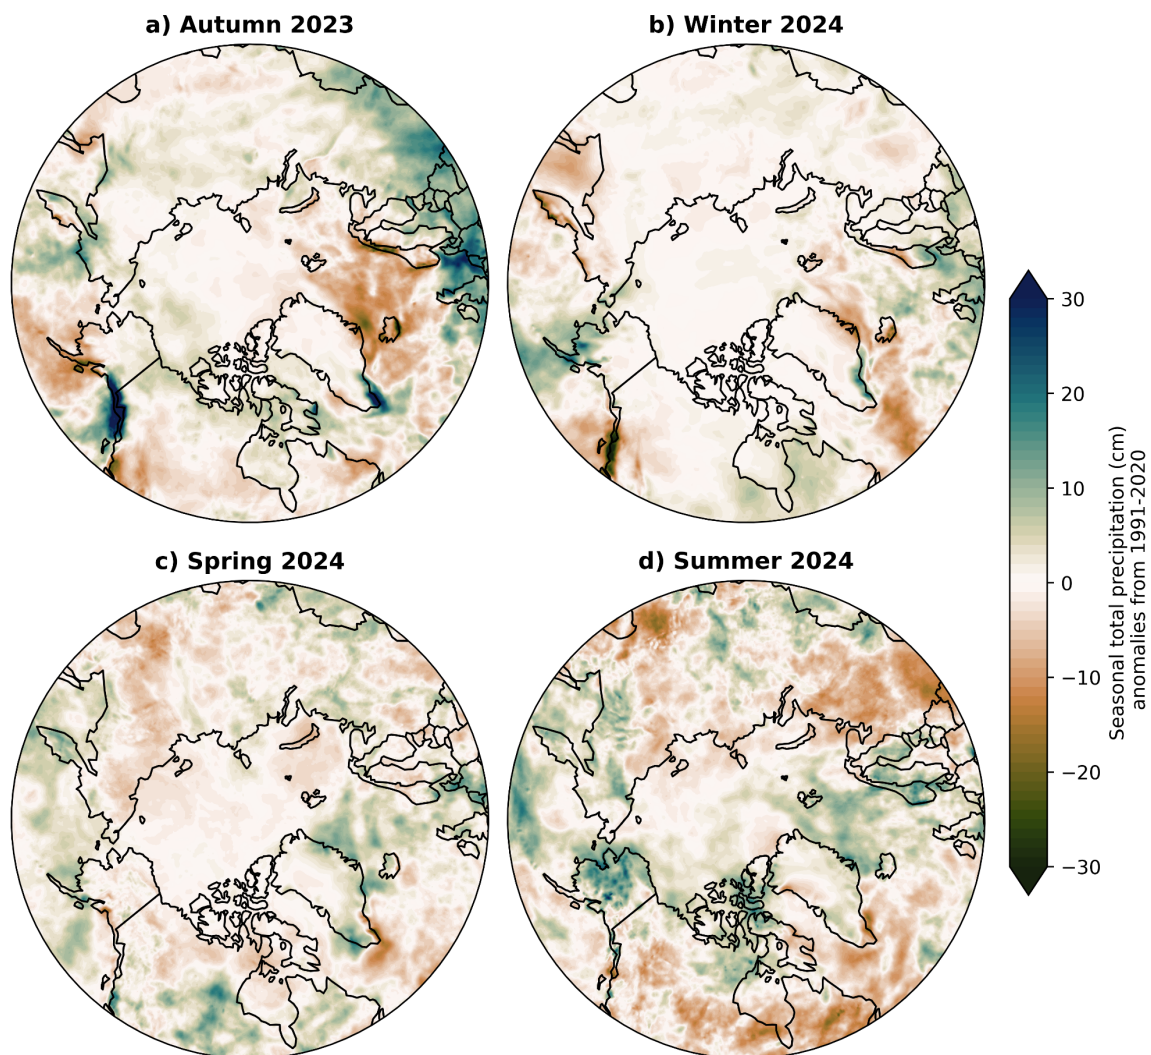 a) Autumn 2023
b) Winter 2024
c) Spring 2024
d) Summer 2024
30
20
10
0
−10
−20
−30
Seasonal total precipitation (cm)
anomalies from 1991-2020